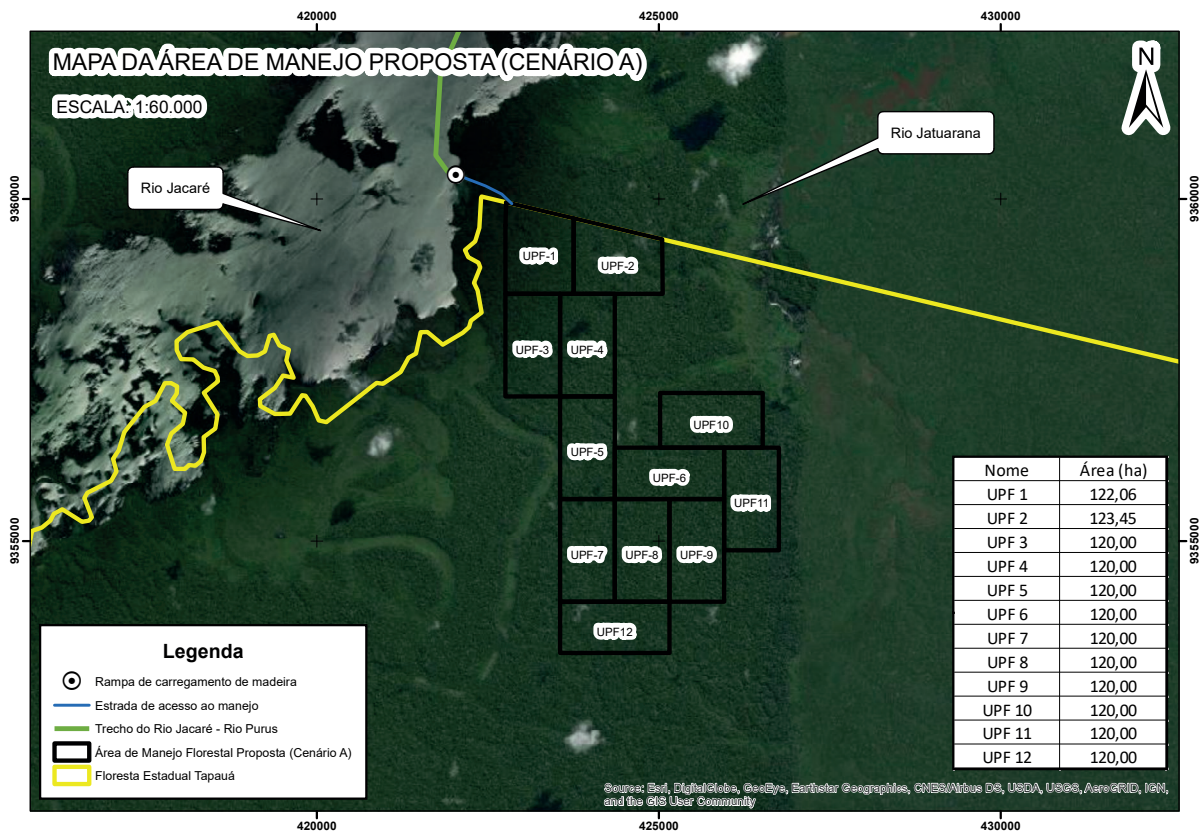 420000 425000 430000
MAPA DA ÁREA DE MANEJO PROPOSTA (CENÁRIO A)
N
ESCALA: 1:60.000
Rio Jatuarana
Rio Jacaré
9360000 9360000
UPF-1 UPF-2
UPF-3 UPF-4
UPF10
UPF-5
UPF-6
UPF11
9355000 9355000
UPF-7 UPF-8 UPF-9
UPF12
Nome Área (ha)
UPF 1 122,06
UPF 2 123,45
UPF 3 120,00
UPF 4 120,00
UPF 5 120,00
UPF 6 120,00
UPF 7 120,00
UPF 8 120,00
UPF 9 120,00
UPF 10 120,00
UPF 11 120,00
UPF 12 120,00
Legenda
Rampa de carregamento de madeira
Estrada de acesso ao manejo
Trecho do Rio Jacaré - Rio Purus
Área de Manejo Florestal Proposta (Cenário A)
Floresta Estadual Tapauá
Source: Esri, DigitalGlobe, GeoEye, Earthstar Geographics, CNES/Airbus DS, USDA, USGS, AeroGRID, IGN,
and the GIS User Community
420000 425000 430000